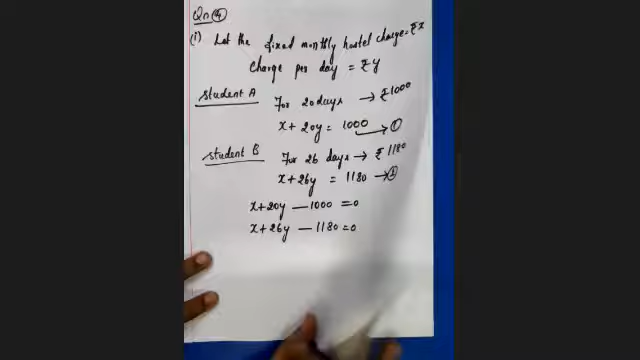 Qn 4
(i) Let the fixed monthly hostel charge = ₹ x
Charge per day = ₹ y
Student A For 20 days → ₹ 1000
x + 20y = 1000 → ①
Student B For 26 days → ₹ 1180
x + 26y = 1180 → ②
x + 20y — 1000 = 0
x + 26y — 1180 = 0